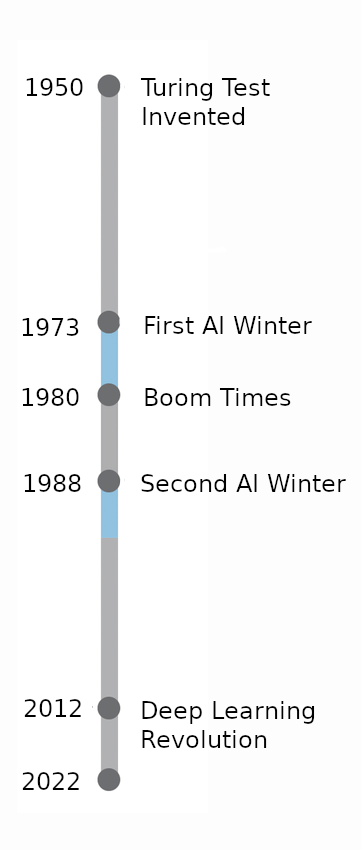 1950 Turing Test
Invented
1973 First AI Winter
1980 Boom Times
1988 Second AI Winter
2012 Deep Learning
Revolution
2022